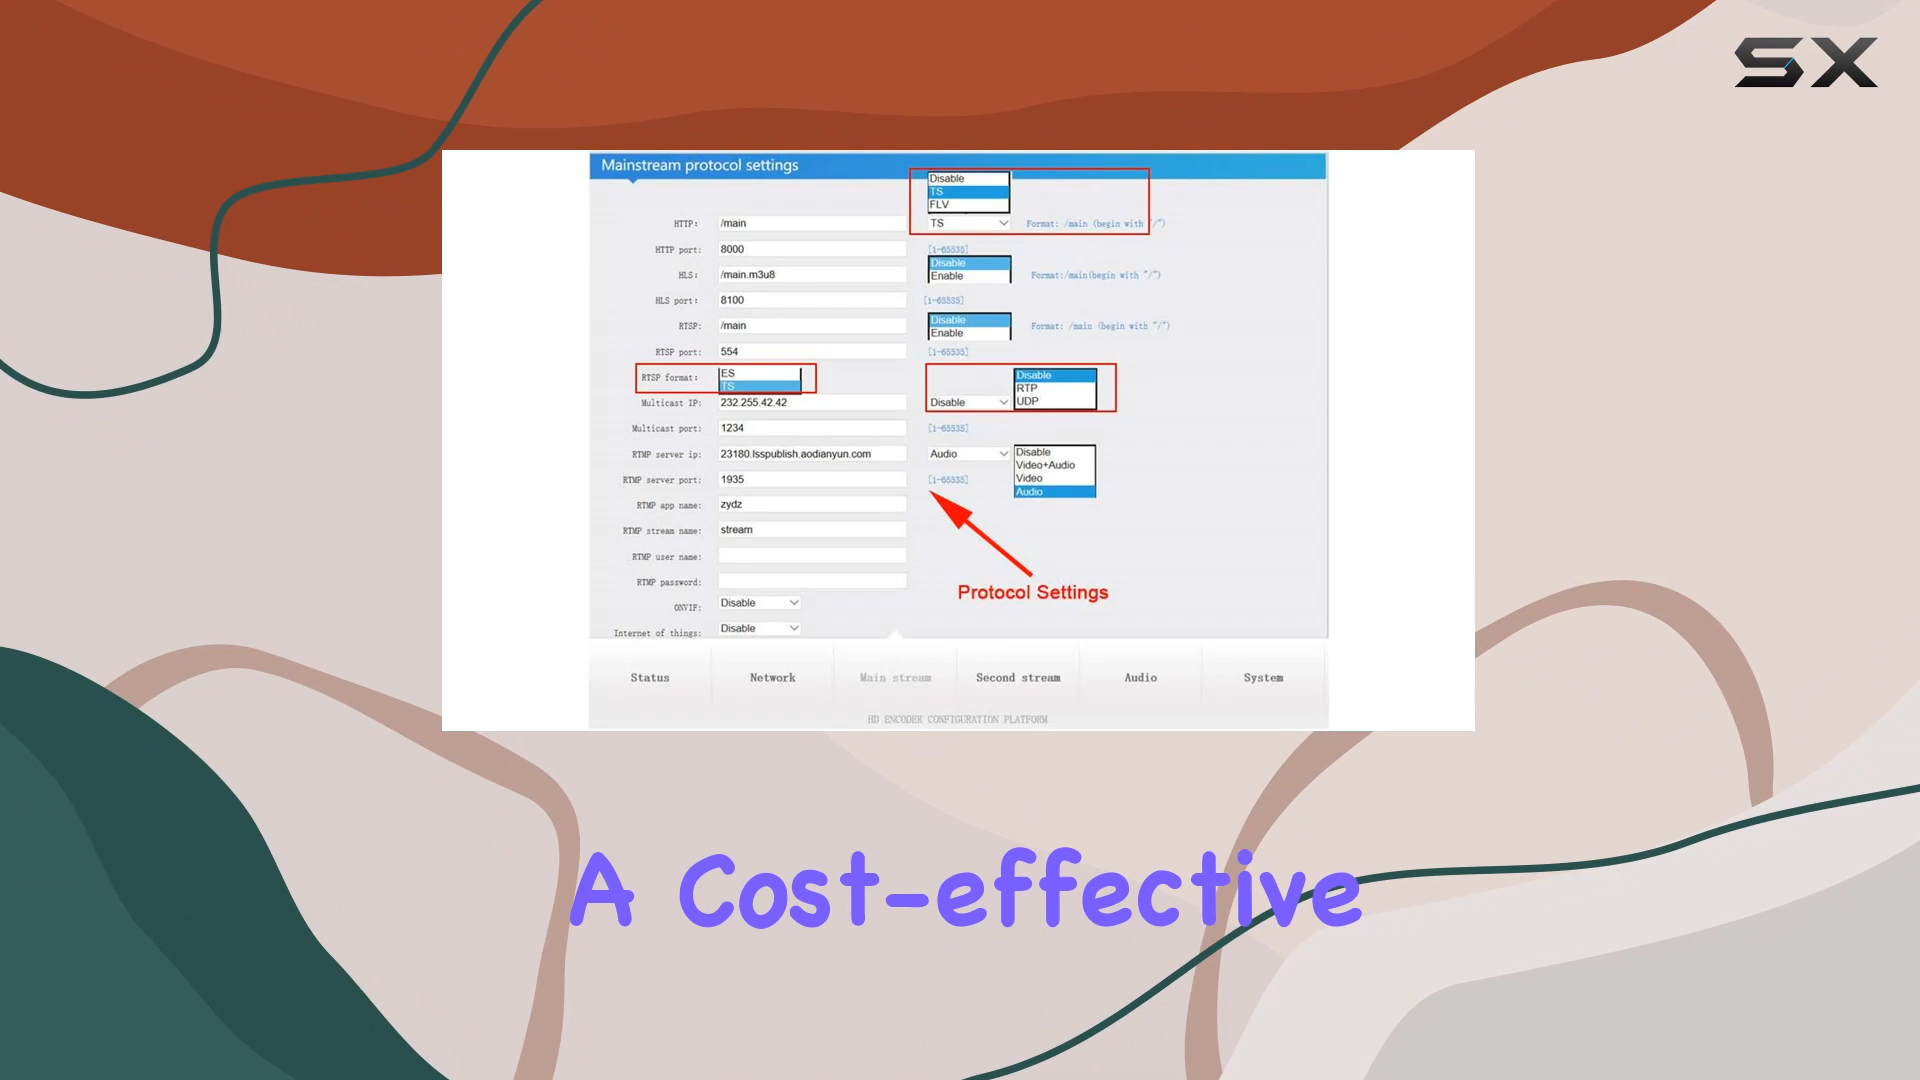 SX
Mainstream protocol settings
Disable
TS
FLV
HTTP: /main TS Format: /main (begin with "/")
HTTP port: 8000 [1-65535]
Disable
HLS: /main.m3u8 Enable Format:/main(begin with "/")
HLS port: 8100 [1-65535]
Disable
RTSP: /main Enable Format: /main (begin with "/")
RTSP port: 554 [1-65535]
RTSP format: ES
TS
Disable
RTP
UDP
Multicast IP: 232.255.42.42 Disable
Multicast port: 1234 [1-65535]
RTMP server ip: 23180.lsspublish.aodianyun.com Audio
Disable
Video+Audio
Video
Audio
RTMP server port: 1935 [1-65535]
RTMP app name: zydz
RTMP stream name: stream
RTMP user name:
RTMP password:
Protocol Settings
ONVIF: Disable
Internet of things: Disable
Status Network Main stream Second stream Audio System
HD ENCODER CONFIGURATION PLATFORM
A Cost-effective